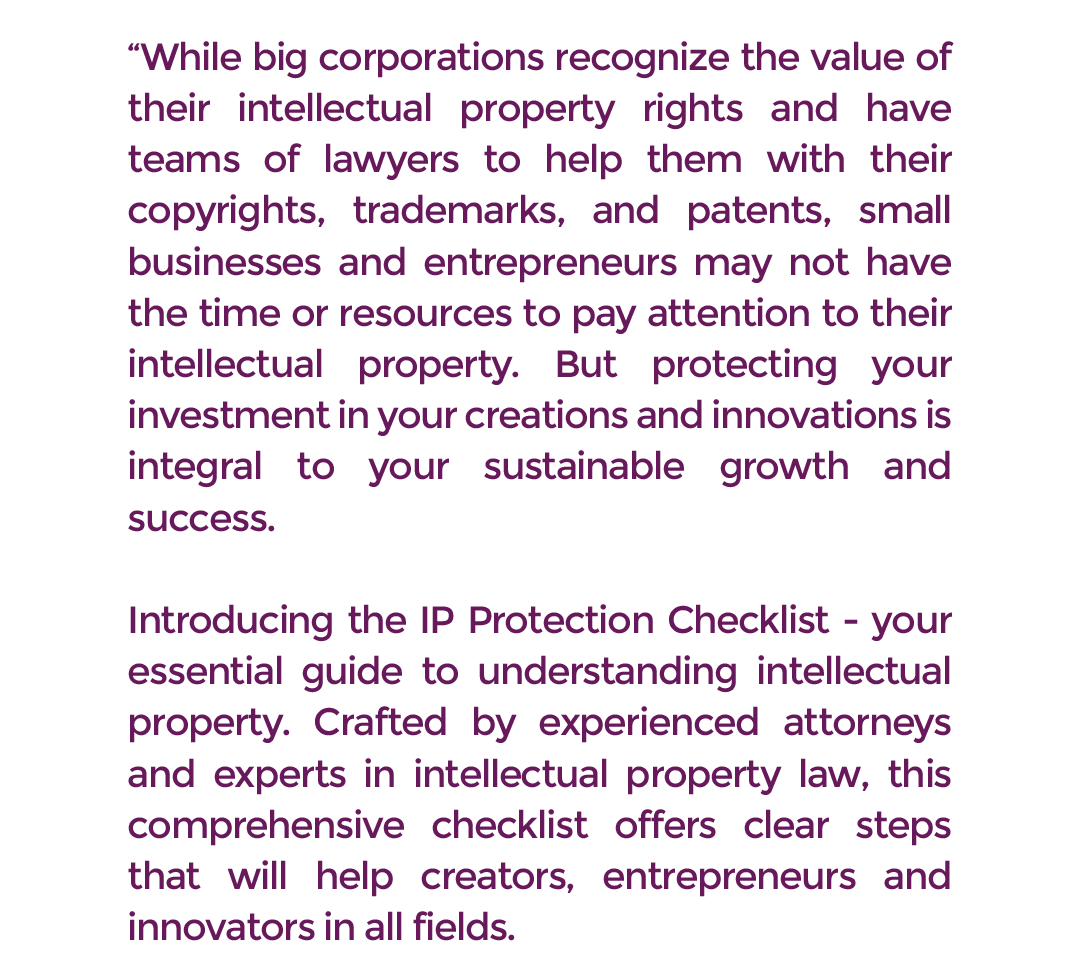 “While big corporations recognize the value of
their intellectual property rights and have
teams of lawyers to help them with their
copyrights, trademarks, and patents, small
businesses and entrepreneurs may not have
the time or resources to pay attention to their
intellectual property. But protecting your
investment in your creations and innovations is
integral to your sustainable growth and
success.
Introducing the IP Protection Checklist - your
essential guide to understanding intellectual
property. Crafted by experienced attorneys
and experts in intellectual property law, this
comprehensive checklist offers clear steps
that will help creators, entrepreneurs and
innovators in all fields.